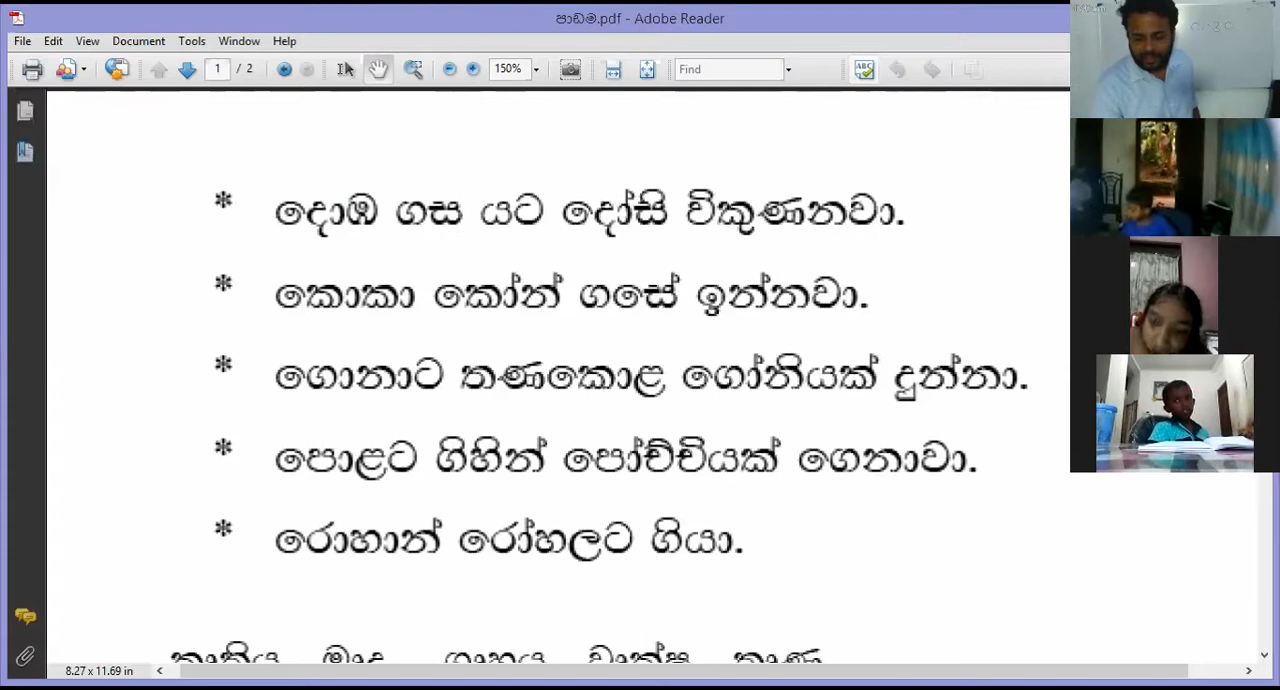 පාඩම.pdf - Adobe Reader
File Edit View Document Tools Window Help
1 / 2 150% Find
* දොඹ ගස යට දෝසි විකුණනවා.
* කොකා කෝන් ගසේ ඉන්නවා.
* ගොනාට තණකොළ ගෝනියක් දුන්නා.
* පොළට ගිහින් පෝච්චියක් ගෙනාවා.
* රොහාන් රෝහලට ගියා.
කෘතිය මෘදු ගෘහය වෘක්ෂ
8.27 x 11.69 in